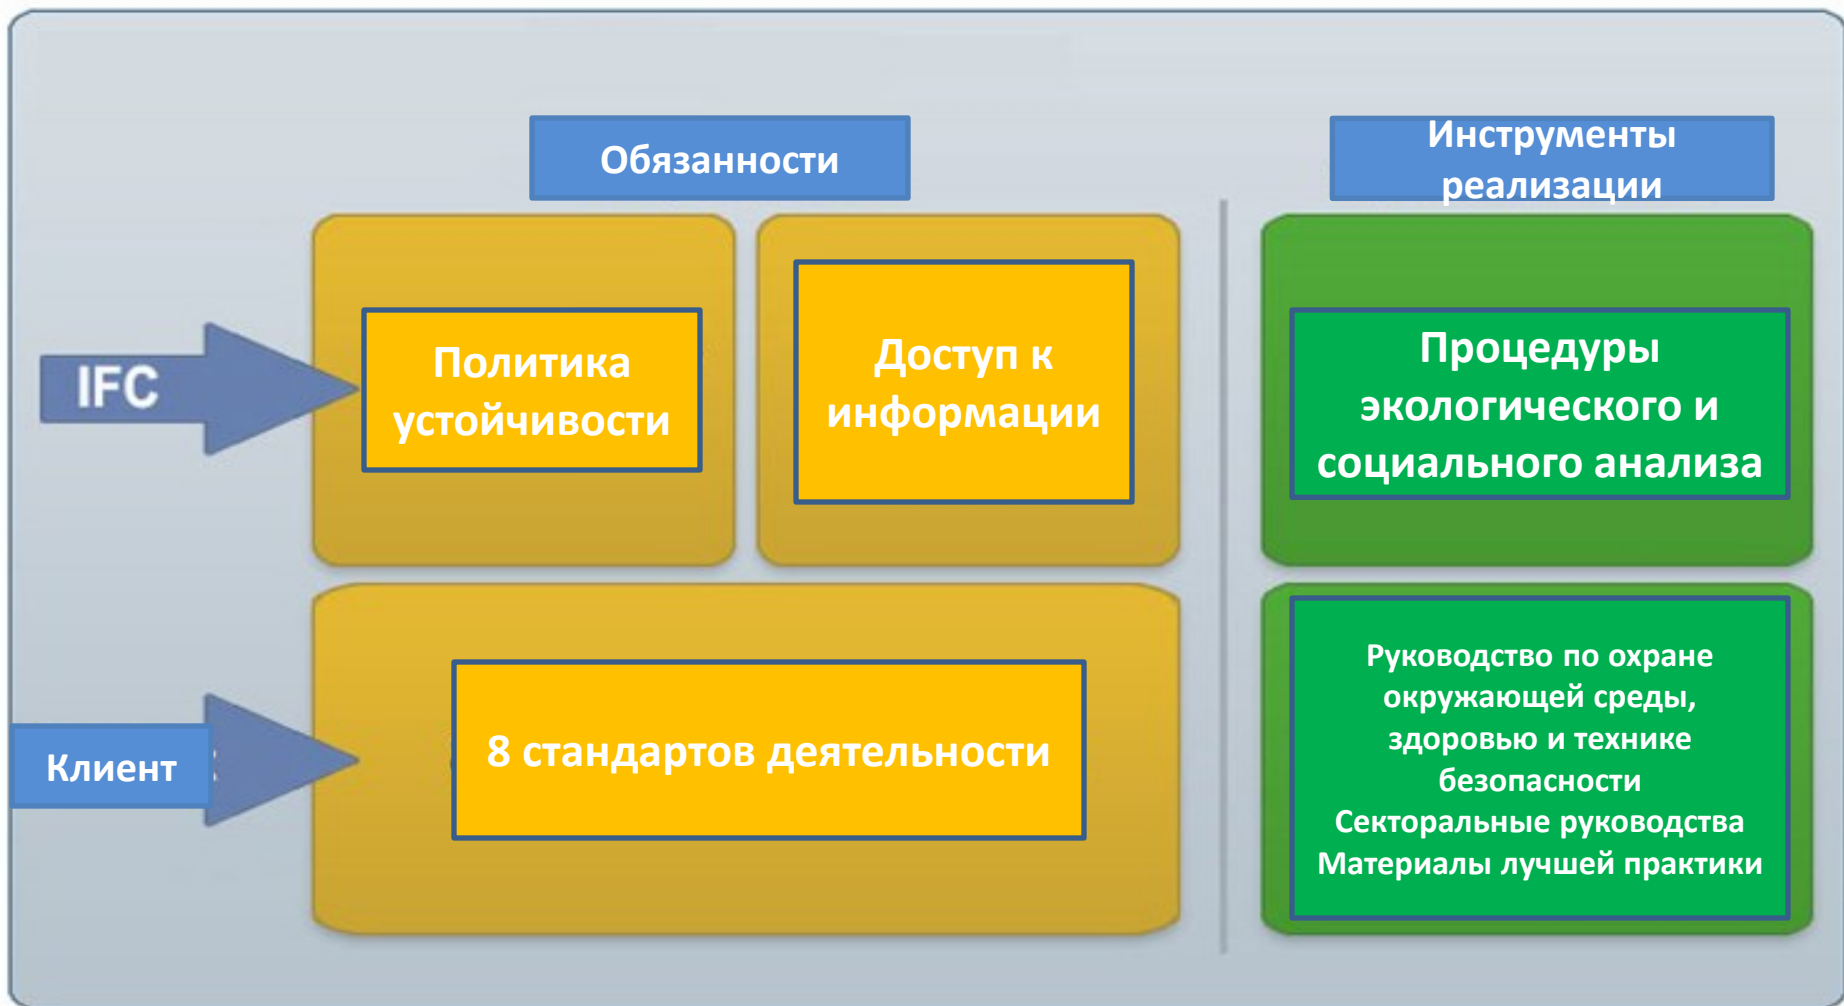 Обязанности
Инструменты
реализации
IFC
Политика
устойчивости
Доступ к
информации
Процедуры
экологического и
социального анализа
Клиент
8 стандартов деятельности
Руководство по охране
окружающей среды,
здоровью и технике
безопасности
Секторальные руководства
Материалы лучшей практики